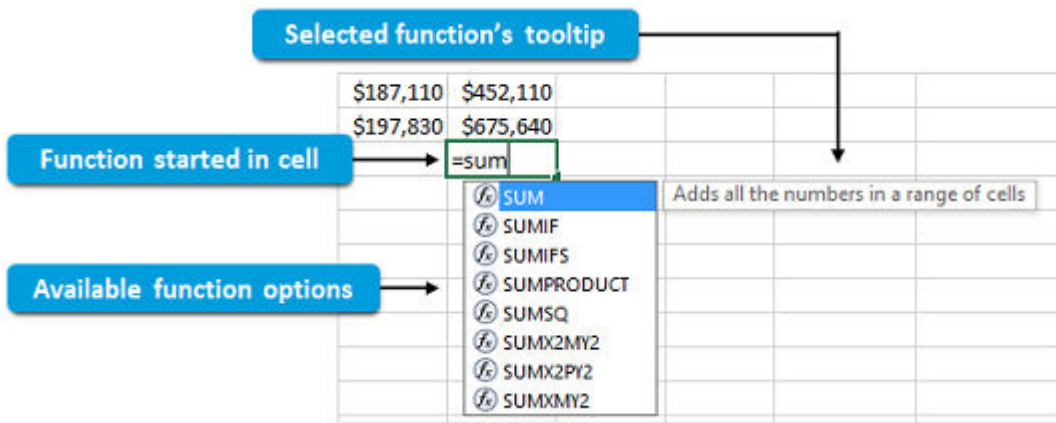 Selected function's tooltip
$187,110 $452,110
$197,830 $675,640
Function started in cell
=sum
SUM
Adds all the numbers in a range of cells
SUMIF
SUMIFS
Available function options
SUMPRODUCT
SUMSQ
SUMX2MY2
SUMX2PY2
SUMXMY2